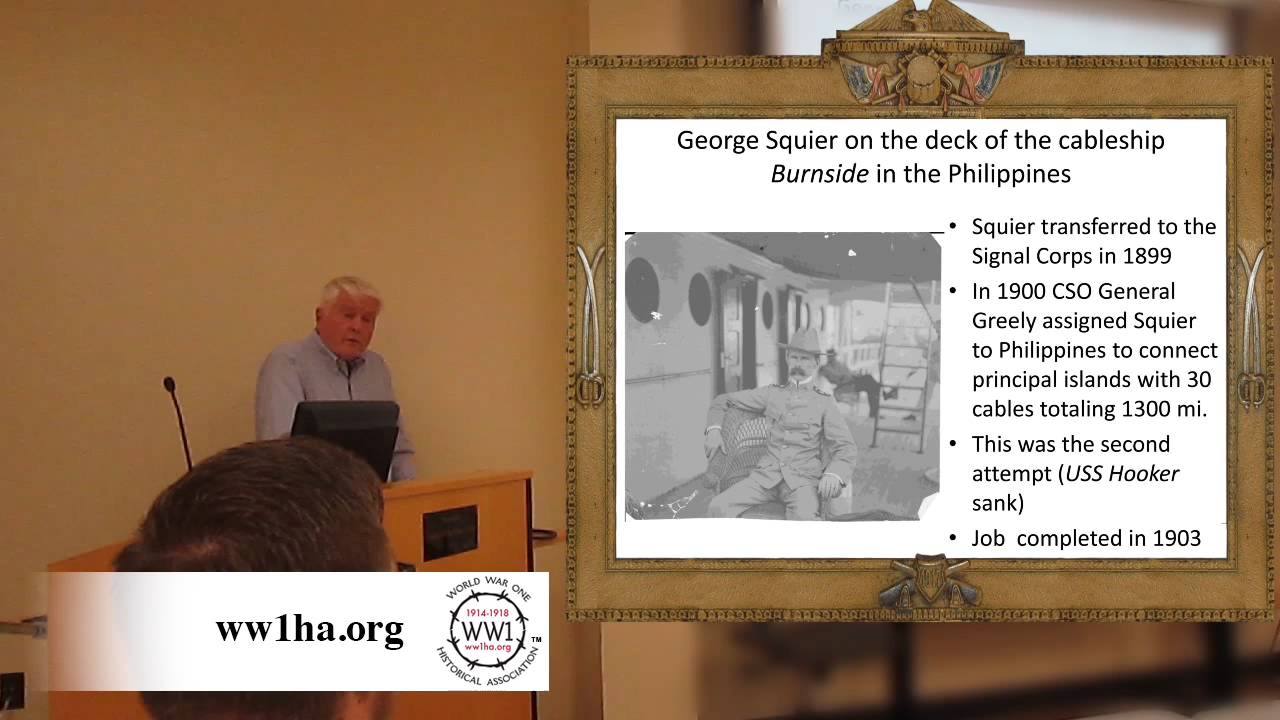 George Squier on the deck of the cableship
Burnside in the Philippines
• Squier transferred to the
Signal Corps in 1899
• In 1900 CSO General
Greely assigned Squier
to Philippines to connect
principal islands with 30
cables totaling 1300 mi.
• This was the second
attempt (USS Hooker
sank)
• Job  completed in 1903
ww1ha.org
WORLD WAR ONE
1914-1918
WW1
ww1ha.org
HISTORICAL ASSOCIATION
TM